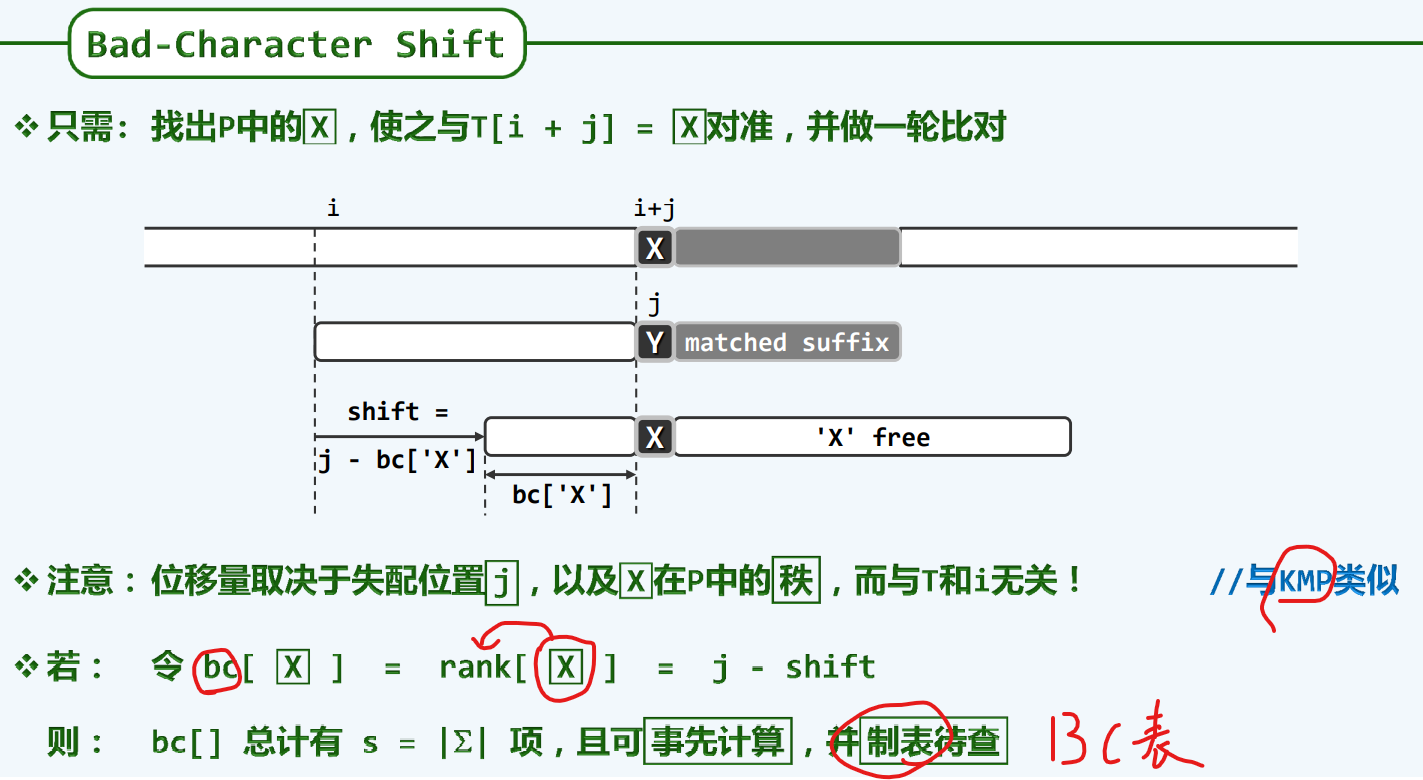 Bad-Character Shift
❖ 只需: 找出P中的X,使之与T[i + j] = X对准,并做一轮比对
i i+j
X
j
Y matched suffix
shift =
X 'X' free
j - bc['X']
bc['X']
❖ 注意:位移量取决于失配位置j,以及X在P中的秩,而与T和i无关! //与KMP类似
❖ 若: 令 bc[ X ] = rank[ X ] = j - shift
则: bc[] 总计有 s = |Σ| 项,且可事先计算,并制表待查 BC表